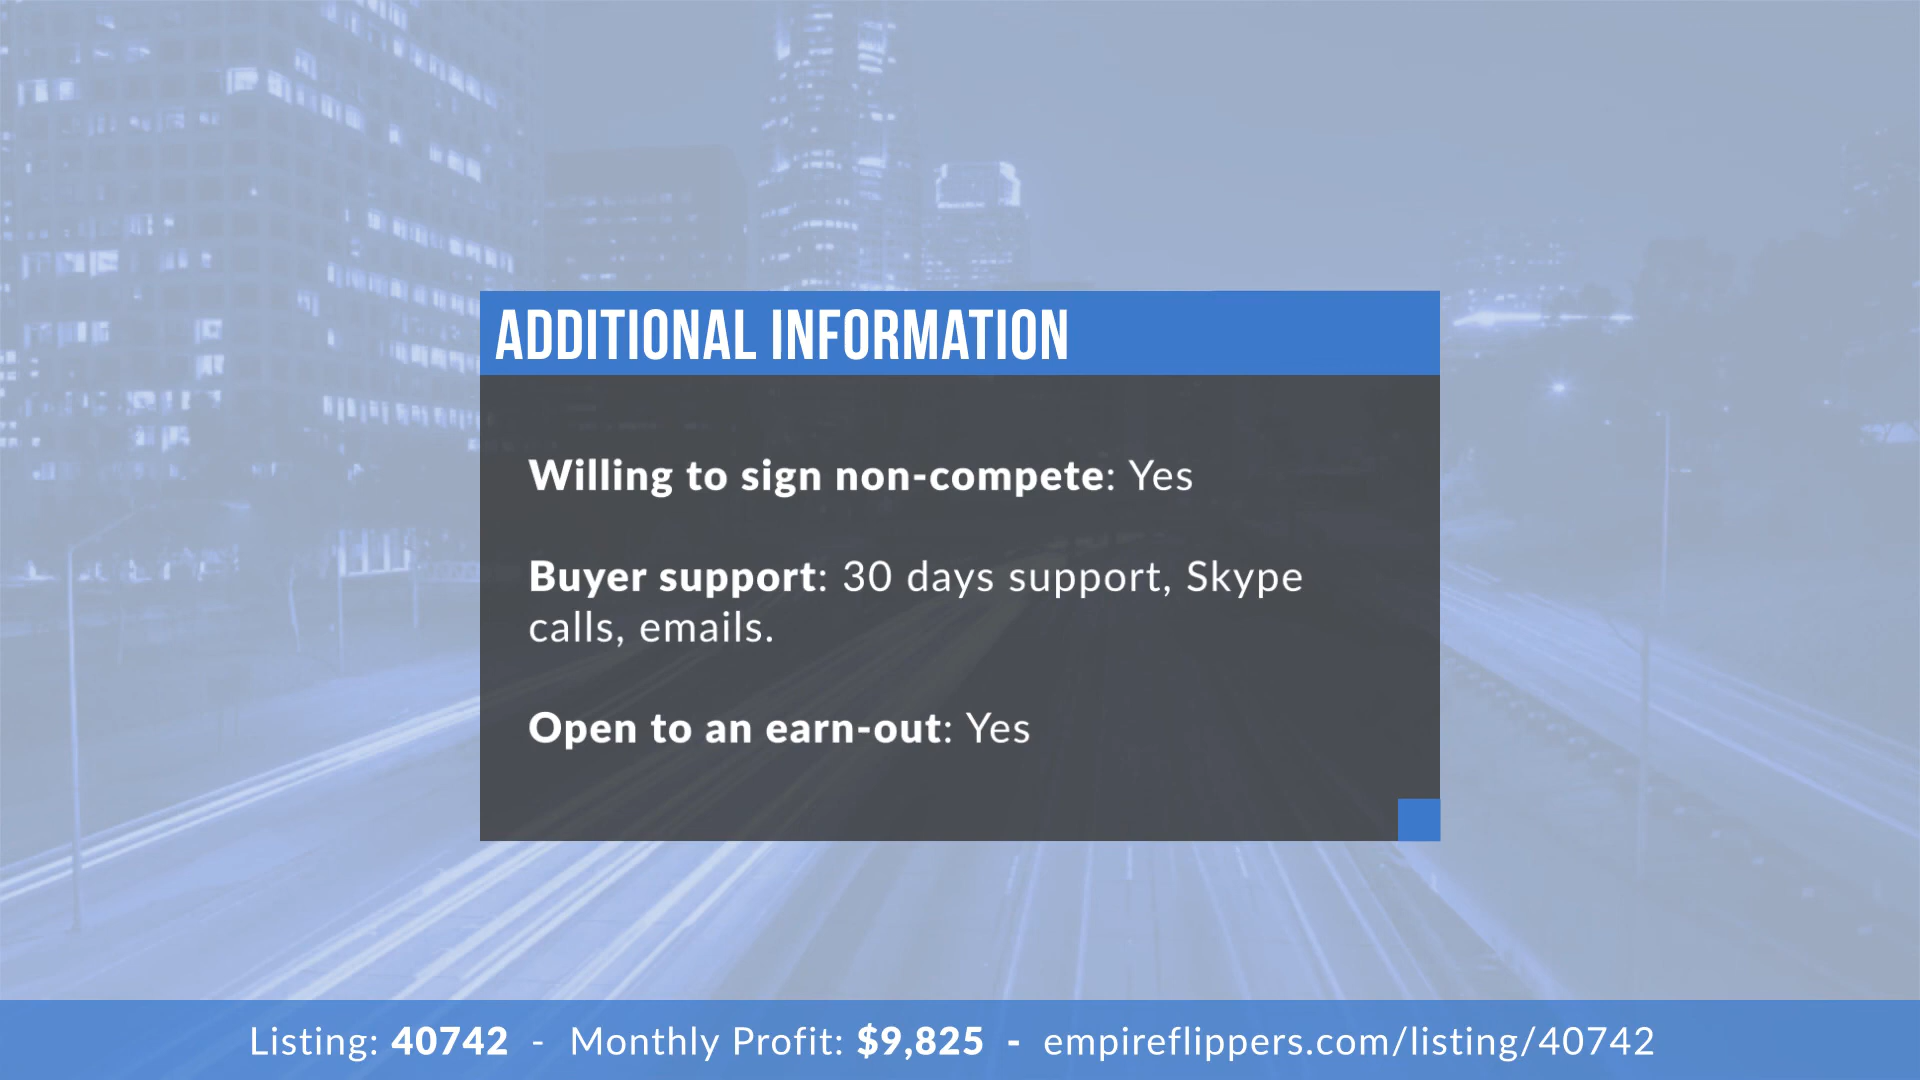 ADDITIONAL INFORMATION
Willing to sign non-compete: Yes
Buyer support: 30 days support, Skype
calls, emails.
Open to an earn-out: Yes
Listing: 40742 - Monthly Profit: $9,825 - empireflippers.com/listing/40742